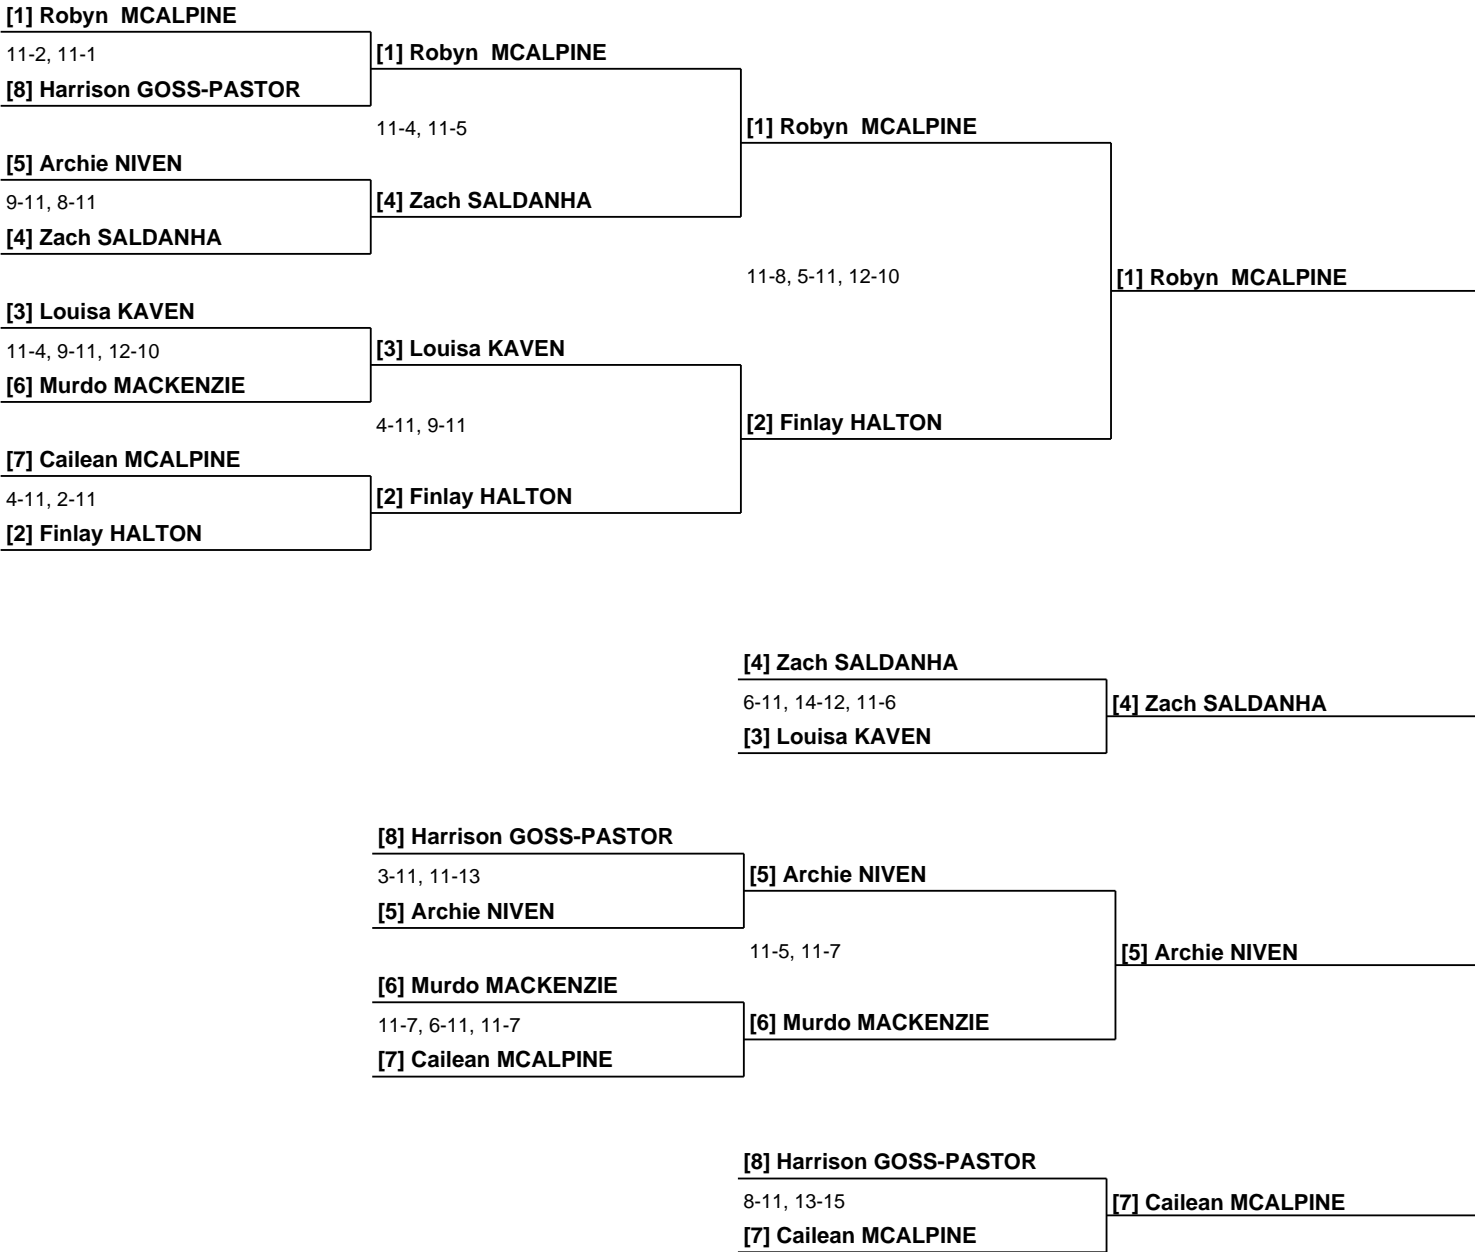 [1] Robyn  MCALPINE
11-2, 11-1
[1] Robyn  MCALPINE
[8] Harrison GOSS-PASTOR
11-4, 11-5
[1] Robyn  MCALPINE
[5] Archie NIVEN
9-11, 8-11
[4] Zach SALDANHA
[4] Zach SALDANHA
11-8, 5-11, 12-10
[1] Robyn  MCALPINE
[3] Louisa KAVEN
11-4, 9-11, 12-10
[3] Louisa KAVEN
[6] Murdo MACKENZIE
4-11, 9-11
[2] Finlay HALTON
[7] Cailean MCALPINE
4-11, 2-11
[2] Finlay HALTON
[2] Finlay HALTON
[4] Zach SALDANHA
6-11, 14-12, 11-6
[4] Zach SALDANHA
[3] Louisa KAVEN
[8] Harrison GOSS-PASTOR
3-11, 11-13
[5] Archie NIVEN
[5] Archie NIVEN
11-5, 11-7
[5] Archie NIVEN
[6] Murdo MACKENZIE
11-7, 6-11, 11-7
[6] Murdo MACKENZIE
[7] Cailean MCALPINE
[8] Harrison GOSS-PASTOR
8-11, 13-15
[7] Cailean MCALPINE
[7] Cailean MCALPINE